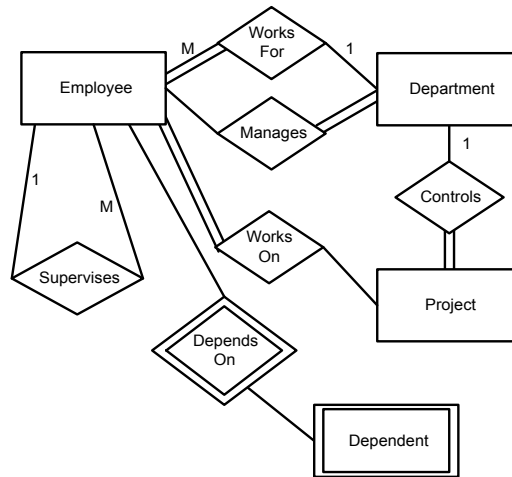 M
Works
For
1
Employee
Department
Manages
1
1
M
Controls
Works
On
Supervises
Project
Depends
On
Dependent